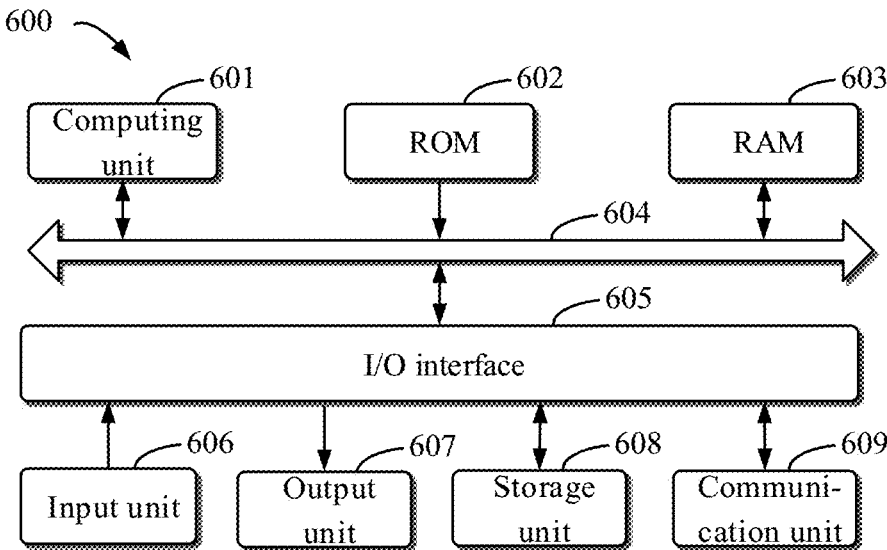 600
601
602
603
Computing
unit
ROM
RAM
604
605
I/O interface
606
607
608
609
Input unit
Output
unit
Storage
unit
Communi-
cation unit